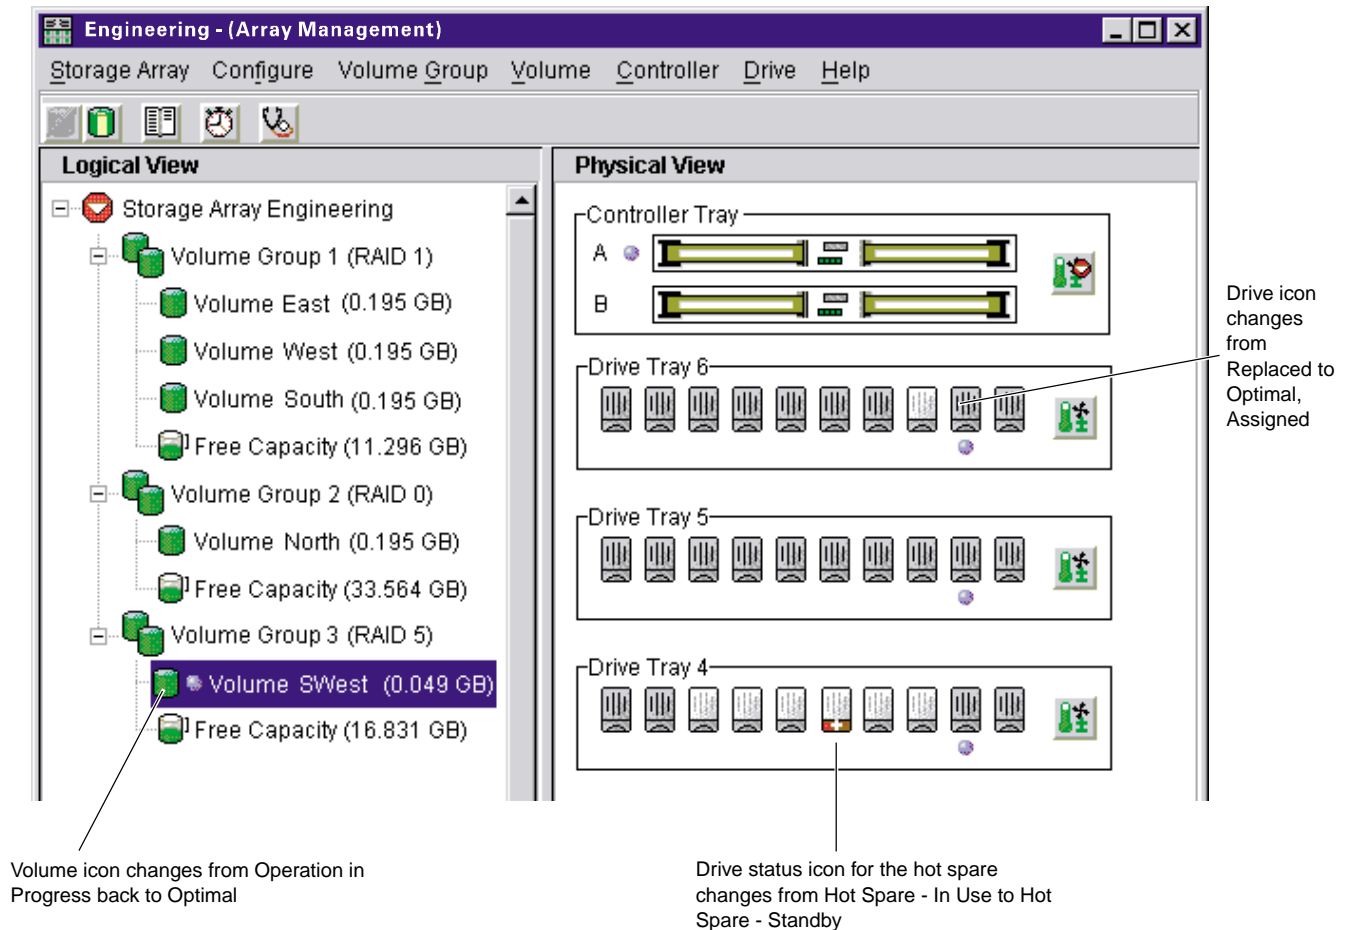 Engineering - (Array Management)
Storage Array Configure Volume Group Volume Controller Drive Help
Logical View
Storage Array Engineering
Volume Group 1 (RAID 1)
Volume East (0.195 GB)
Volume West (0.195 GB)
Volume South (0.195 GB)
Free Capacity (11.296 GB)
Volume Group 2 (RAID 0)
Volume North (0.195 GB)
Free Capacity (33.564 GB)
Volume Group 3 (RAID 5)
Volume SWest (0.049 GB)
Free Capacity (16.831 GB)
Physical View
Controller Tray
A
B
Drive Tray 6
Drive Tray 5
Drive Tray 4
Drive icon
changes
from
Replaced to
Optimal,
Assigned
Volume icon changes from Operation in
Progress back to Optimal
Drive status icon for the hot spare
changes from Hot Spare - In Use to Hot
Spare - Standby